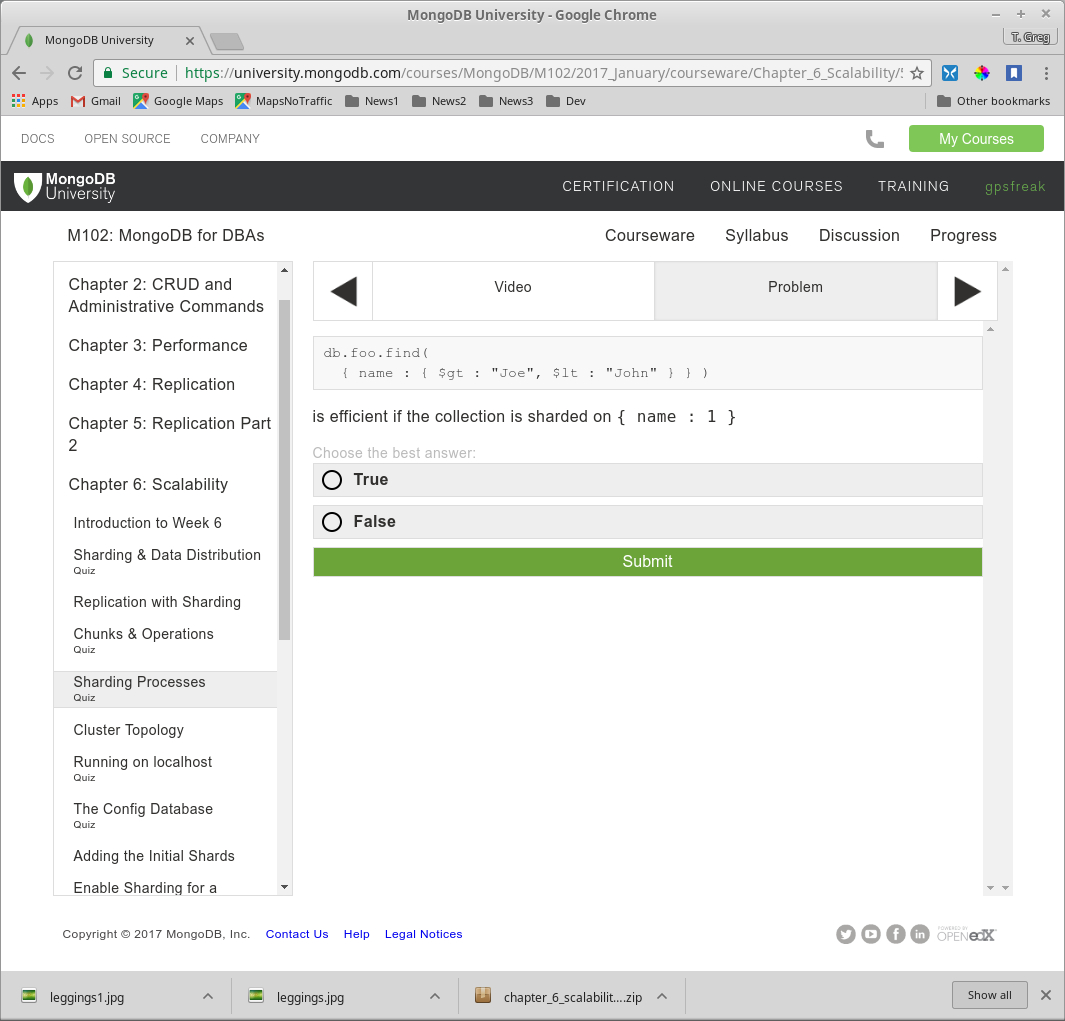 MongoDB University - Google Chrome
MongoDB University
T. Greg
Secure https://university.mongodb.com/courses/MongoDB/M102/2017_January/courseware/Chapter_6_Scalability/
Apps Gmail Google Maps MapsNoTraffic News1 News2 News3 Dev Other bookmarks
DOCS OPEN SOURCE COMPANY My Courses
MongoDB
University
CERTIFICATION ONLINE COURSES TRAINING gpsfreak
M102: MongoDB for DBAs Courseware Syllabus Discussion Progress
Chapter 2: CRUD and
Administrative Commands
Chapter 3: Performance
Chapter 4: Replication
Chapter 5: Replication Part
2
Chapter 6: Scalability
Introduction to Week 6
Sharding & Data Distribution
Quiz
Replication with Sharding
Chunks & Operations
Quiz
Sharding Processes
Quiz
Cluster Topology
Running on localhost
Quiz
The Config Database
Quiz
Adding the Initial Shards
Enable Sharding for a
Video Problem
db.foo.find(
{ name : { $gt : "Joe", $lt : "John" } } )
is efficient if the collection is sharded on { name : 1 }
Choose the best answer:
True
False
Submit
Copyright © 2017 MongoDB, Inc. Contact Us Help Legal Notices
POWERED BY
OPEN edX
leggings1.jpg leggings.jpg chapter_6_scalabilit....zip Show all